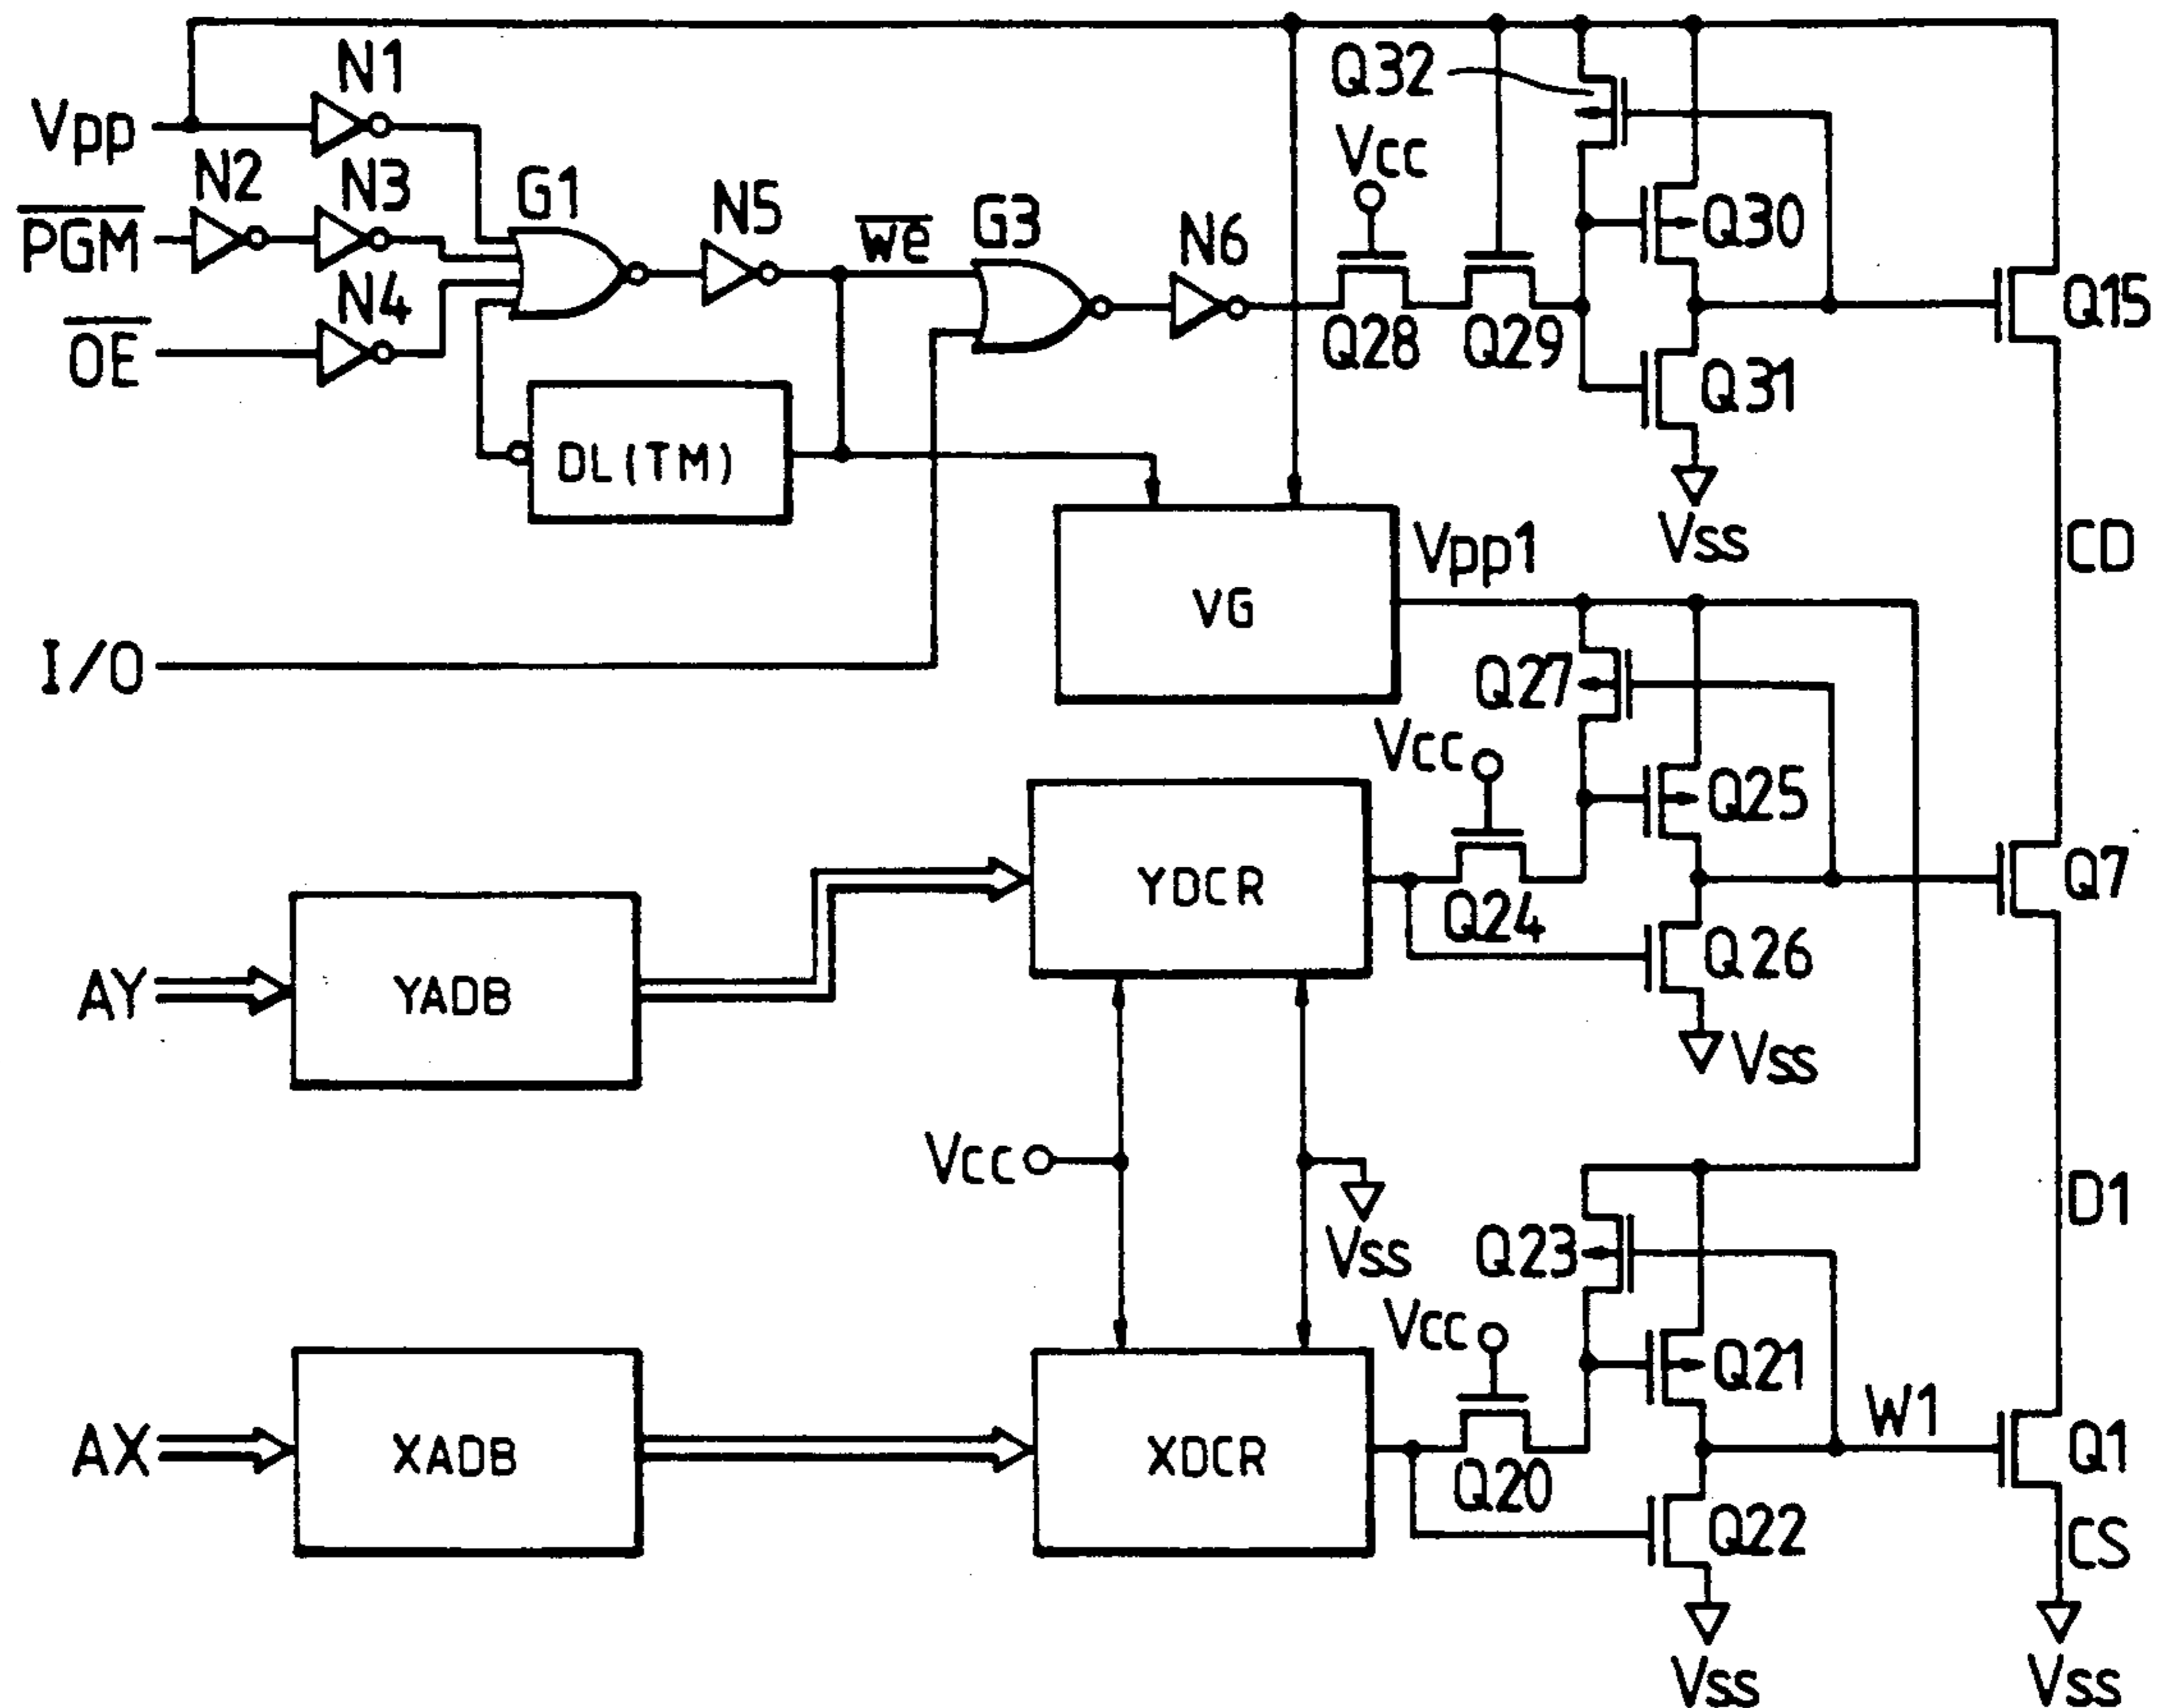 N1
Q32
Vpp
Vcc
N2
N3
G1
N5
G3
N6
Q30
PGM
we
N4
Q28
Q29
Q15
OE
Q31
DL(TM)
Vss
CD
Vpp1
VG
I/O
Q27
Vcc
Q25
YDCR
Q7
Q24
Q26
AY
YADB
Vss
Vcc
D1
Vss
Q23
Vcc
Q21
W1
AX
XADB
XDCR
Q1
Q20
Q22
CS
Vss
Vss